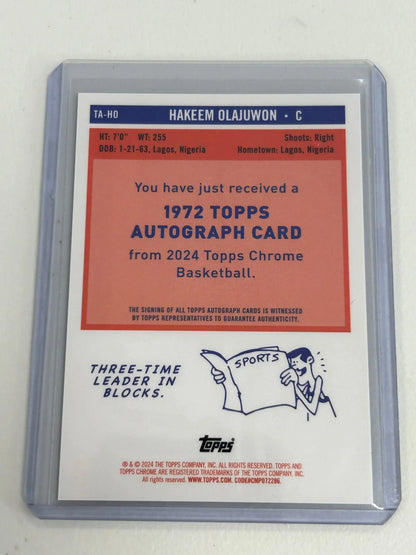 TA-HO HAKEEM OLAJUWON • C
HT: 7'0" WT: 255 Shoots: Right
DOB: 1-21-63, Lagos, Nigeria Hometown: Lagos, Nigeria
You have just received a
1972 TOPPS
AUTOGRAPH CARD
from 2024 Topps Chrome
Basketball.
THE SIGNING OF ALL TOPPS AUTOGRAPH CARDS IS WITNESSED
BY TOPPS REPRESENTATIVES TO GUARANTEE AUTHENTICITY.
THREE-TIME
LEADER IN
BLOCKS.
SPORTS
Topps
® & © 2024 THE TOPPS COMPANY, INC. ALL RIGHTS RESERVED. TOPPS AND
TOPPS CHROME ARE REGISTERED TRADEMARKS OF THE TOPPS COMPANY, INC.
All rights reserved. WWW.TOPPS.COM. CODE#CMP072286.